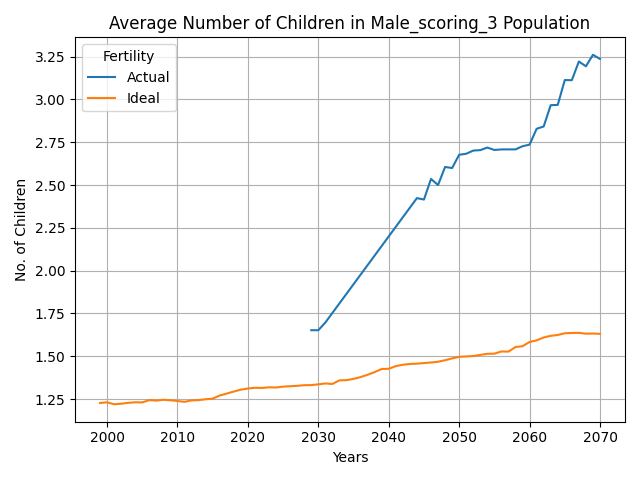 Average Number of Children in Male_scoring_3 Population
Fertility
Actual
Ideal
No. of Children
3.25
3.00
2.75
2.50
2.25
2.00
1.75
1.50
1.25
2000 2010 2020 2030 2040 2050 2060 2070
Years